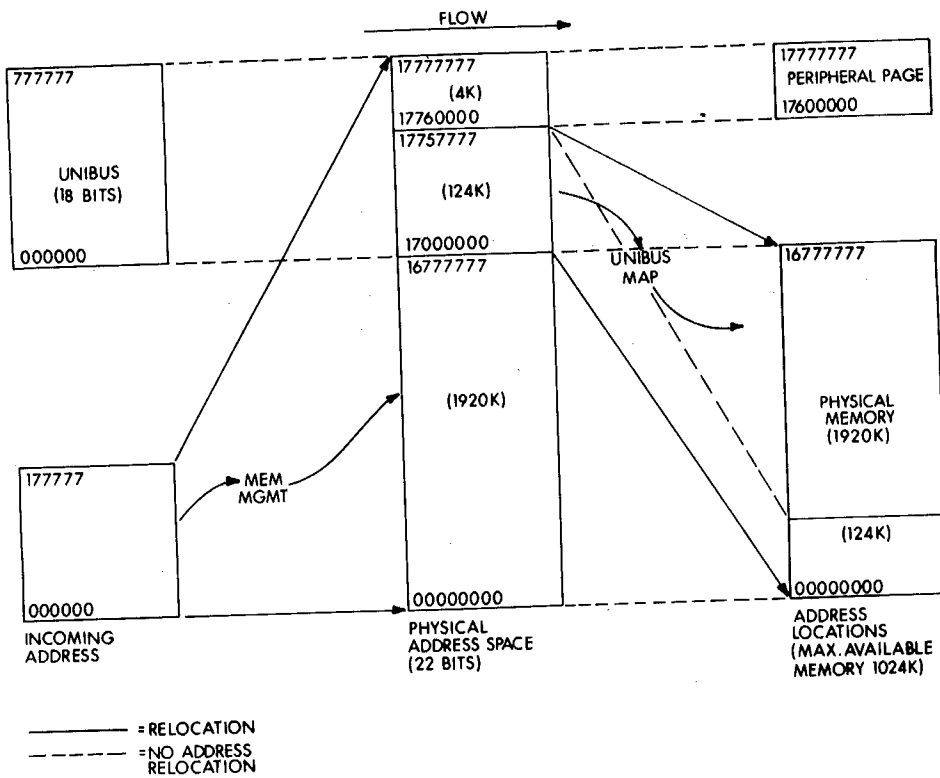 FLOW
777777
UNIBUS
(18 BITS)
000000
17777777
(4K)
17760000
17757777
(124K)
17000000
16777777
(1920K)
00000000
PHYSICAL
ADDRESS SPACE
(22 BITS)
177777
000000
INCOMING
ADDRESS
MEM
MGMT
UNIBUS
MAP
17777777
PERIPHERAL PAGE
17600000
16777777
PHYSICAL
MEMORY
(1920K)
(124K)
00000000
ADDRESS
LOCATIONS
(MAX. AVAILABLE
MEMORY 1024K)
=RELOCATION
=NO ADDRESS
RELOCATION